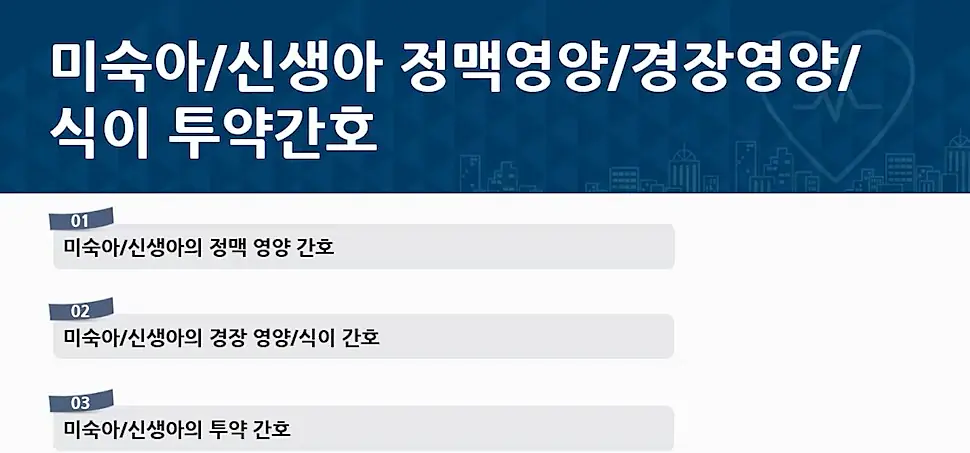 미숙아/신생아 정맥영양/경장영양/
식이 투약간호
01
미숙아/신생아의 정맥 영양 간호
02
미숙아/신생아의 경장 영양/식이 간호
03
미숙아/신생아의 투약 간호